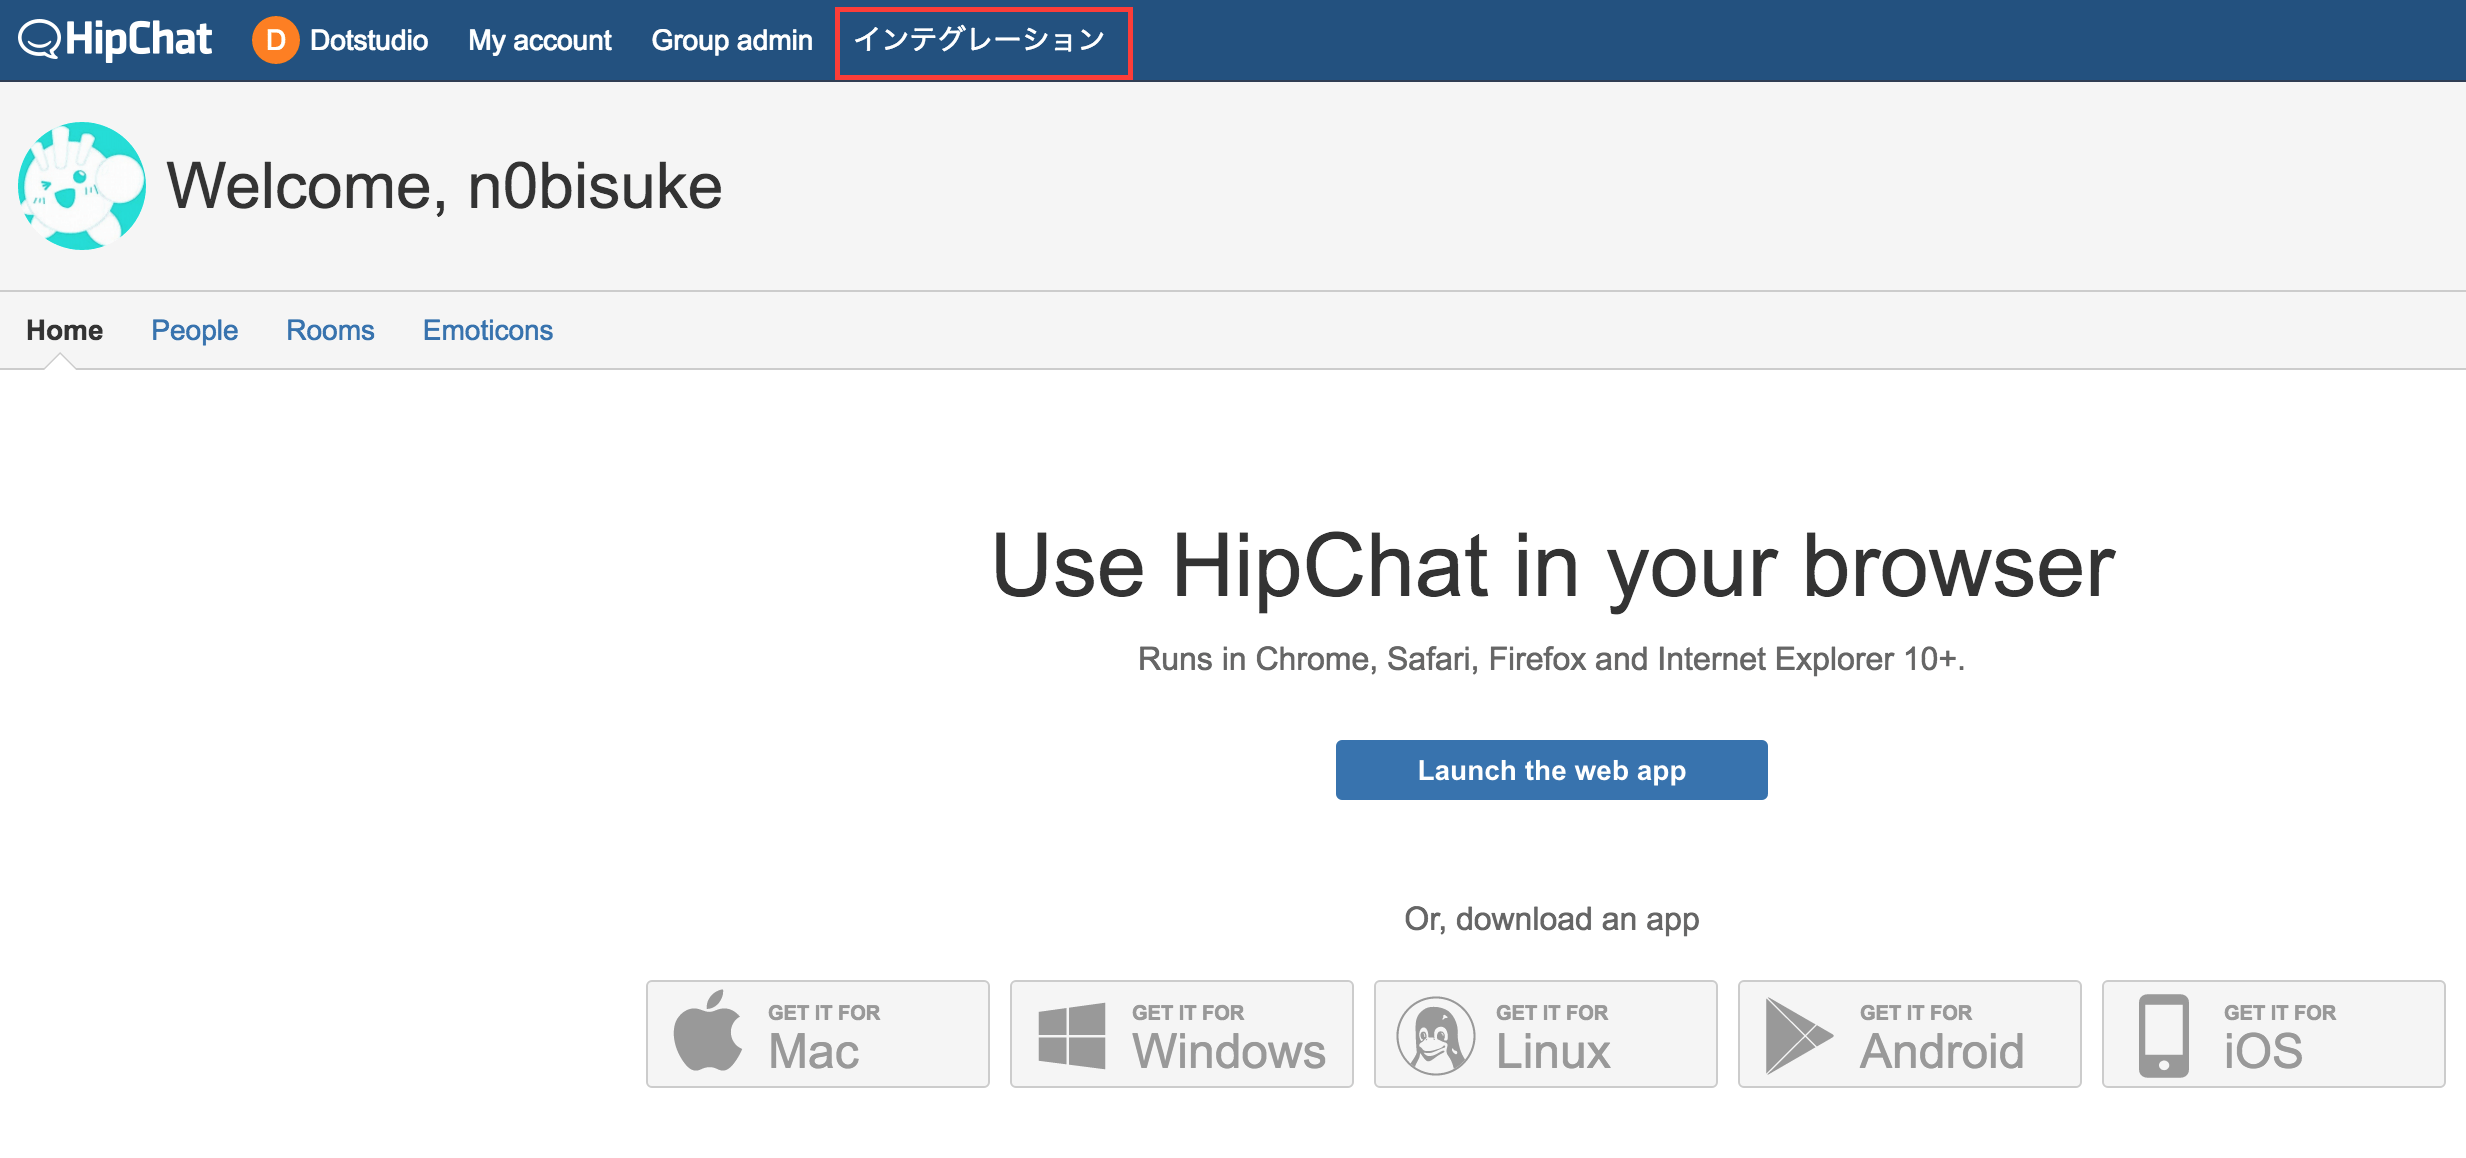 HipChat D Dotstudio My account Group admin インテグレーション
Welcome, n0bisuke
Home People Rooms Emoticons
Use HipChat in your browser
Runs in Chrome, Safari, Firefox and Internet Explorer 10+.
Launch the web app
Or, download an app
GET IT FOR
Mac
GET IT FOR
Windows
GET IT FOR
Linux
GET IT FOR
Android
GET IT FOR
iOS